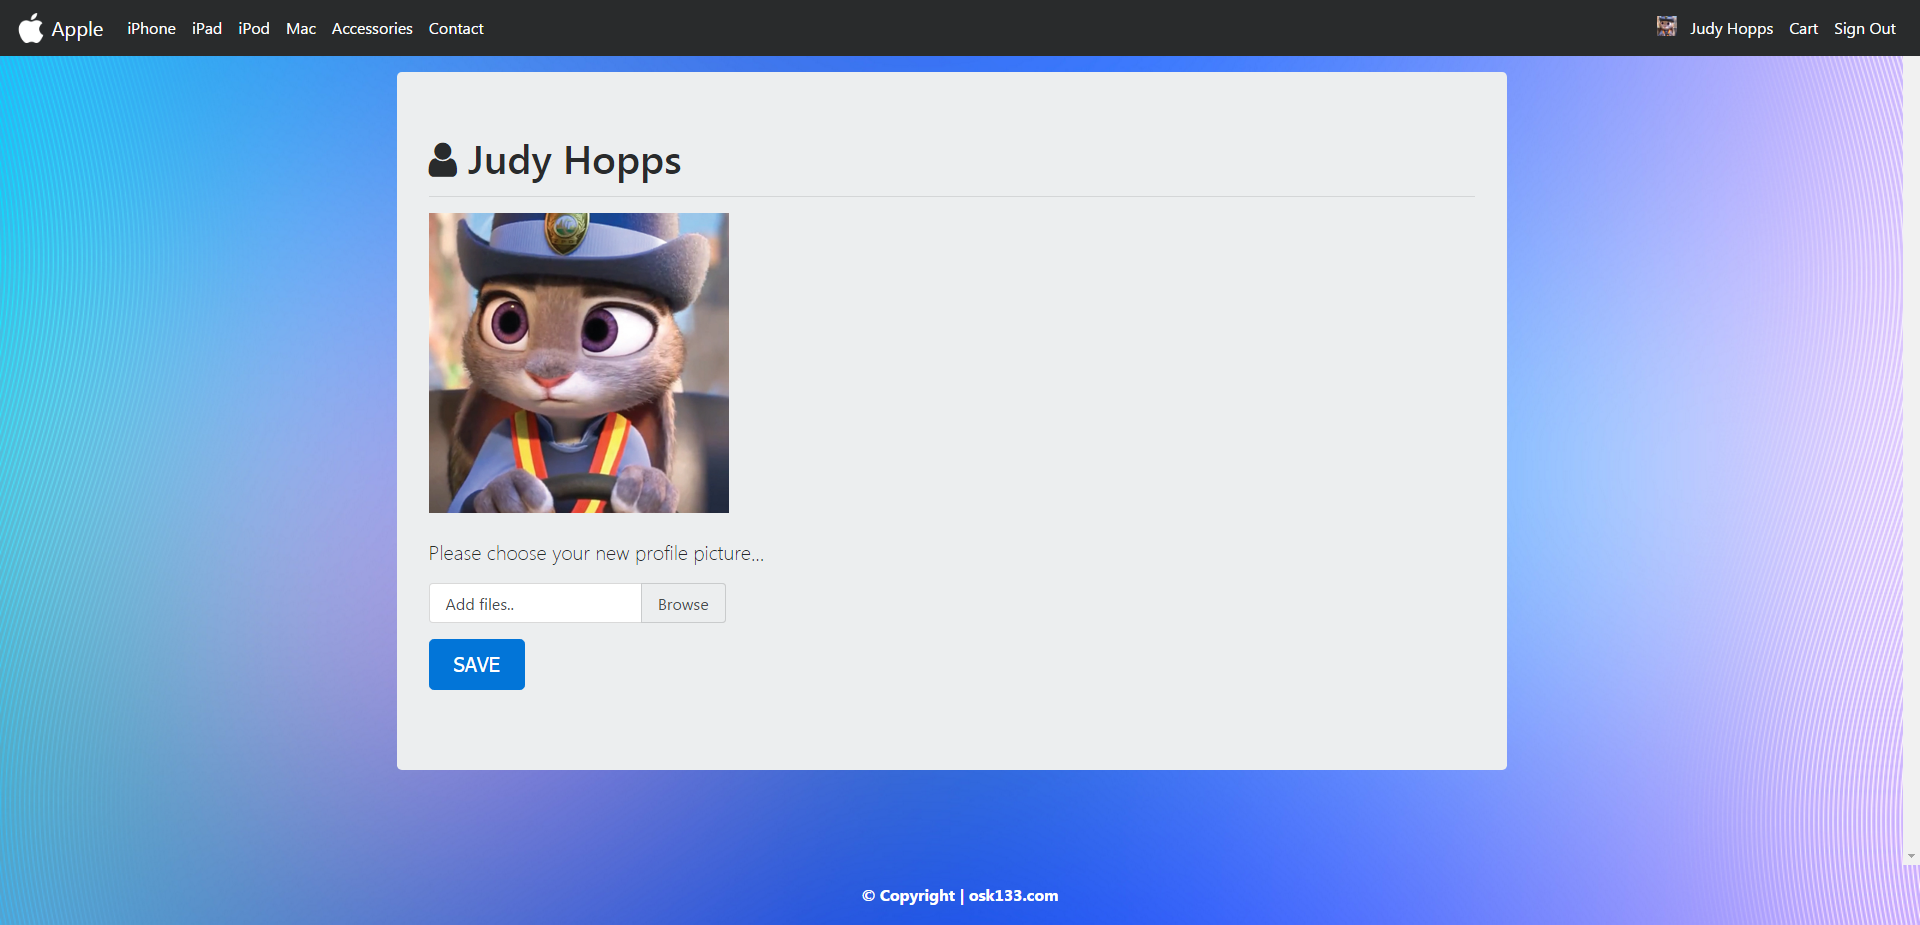 Apple iPhone iPad iPod Mac Accessories Contact Judy Hopps Cart Sign Out
Judy Hopps
Please choose your new profile picture...
Add files.. Browse
SAVE
© Copyright | osk133.com